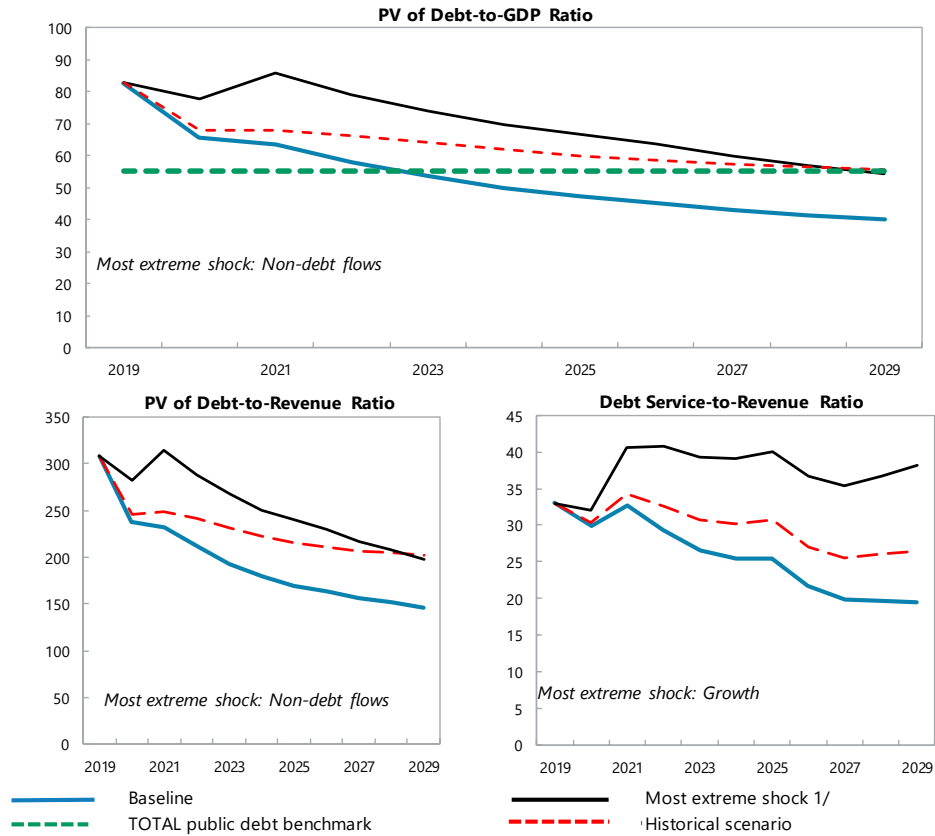 PV of Debt-to-GDP Ratio
100
90
80
70
60
50
40
30
20
10
0
Most extreme shock: Non-debt flows
2019 2021 2023 2025 2027 2029
PV of Debt-to-Revenue Ratio
350
300
250
200
150
100
50
0
Most extreme shock: Non-debt flows
2019 2021 2023 2025 2027 2029
Debt Service-to-Revenue Ratio
45
40
35
30
25
20
15
10
5
0
Most extreme shock: Growth
2019 2021 2023 2025 2027 2029
Baseline
Most extreme shock 1/
TOTAL public debt benchmark
Historical scenario